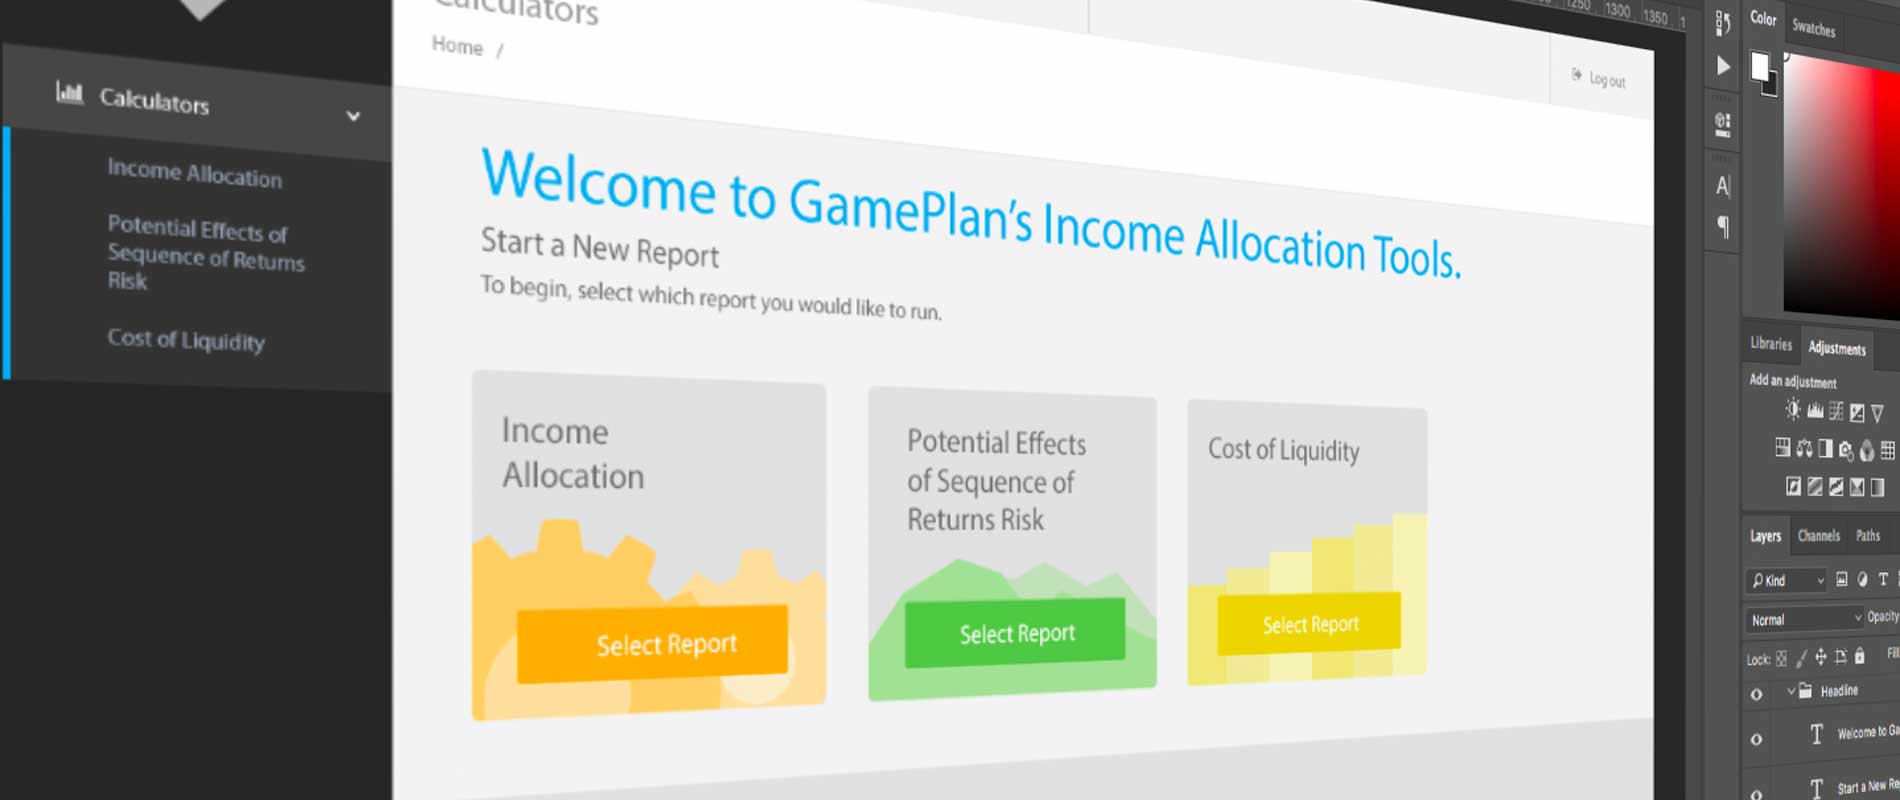 Calculators
Income Allocation
Potential Effects of
Sequence of Returns
Risk
Cost of Liquidity
Calculators
Home /
Log out
Welcome to GamePlan's Income Allocation Tools.
Start a New Report
To begin, select which report you would like to run.
Income
Allocation
Select Report
Potential Effects
of Sequence of
Returns Risk
Select Report
Cost of Liquidity
Select Report
1250 1300 1350
Color Swatches
Libraries Adjustments
Add an adjustment
Layers Channels Paths
Kind
Normal Opacity
Lock:
Headline
Welcome to Ga
Start a New Re